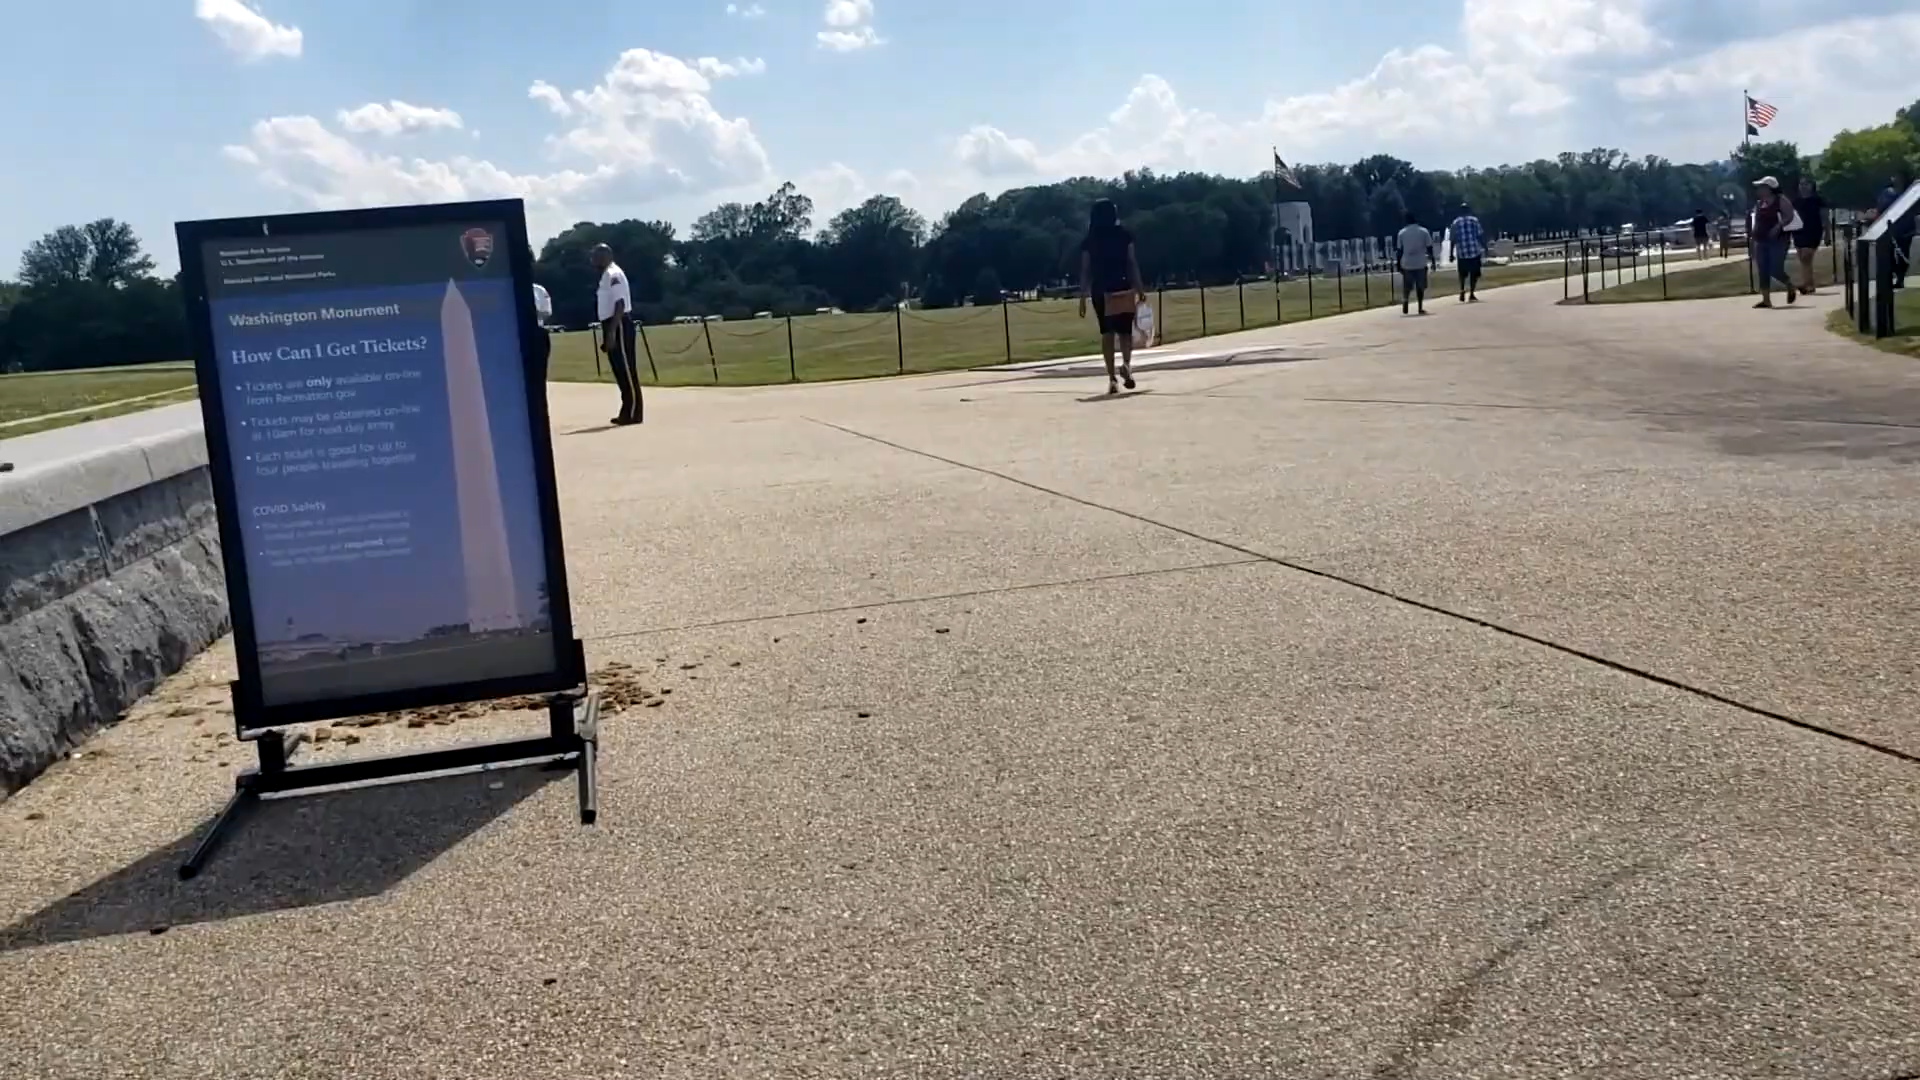 National Park Service
U.S. Department of the Interior
National Mall and Memorial Parks
Washington Monument
How Can I Get Tickets?
• Tickets are only available on-line
from Recreation.gov
• Tickets may be obtained on-line
at 10am for next day entry
• Each ticket is good for up to
four people traveling together
COVID Safety
required